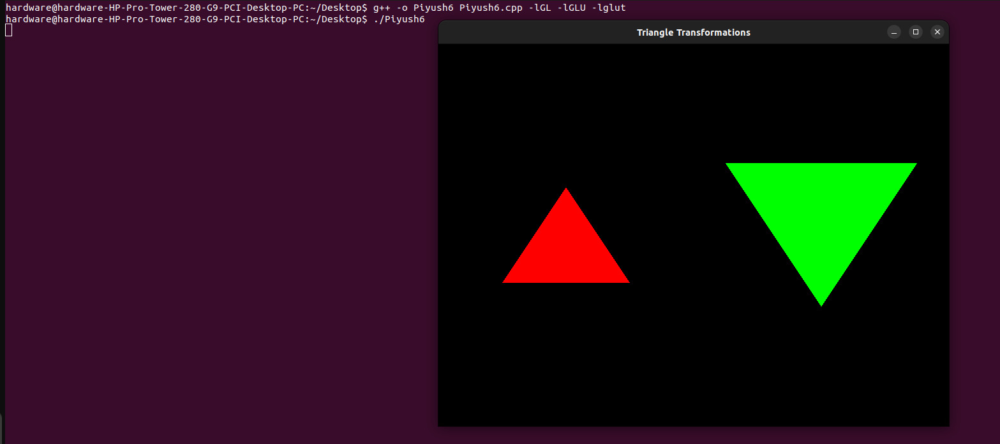 hardware@hardware-HP-Pro-Tower-280-G9-PCI-Desktop-PC:~/Desktop$ g++ -o Piyush6 Piyush6.cpp -lGL -lGLU -lglut
hardware@hardware-HP-Pro-Tower-280-G9-PCI-Desktop-PC:~/Desktop$ ./Piyush6
Triangle Transformations